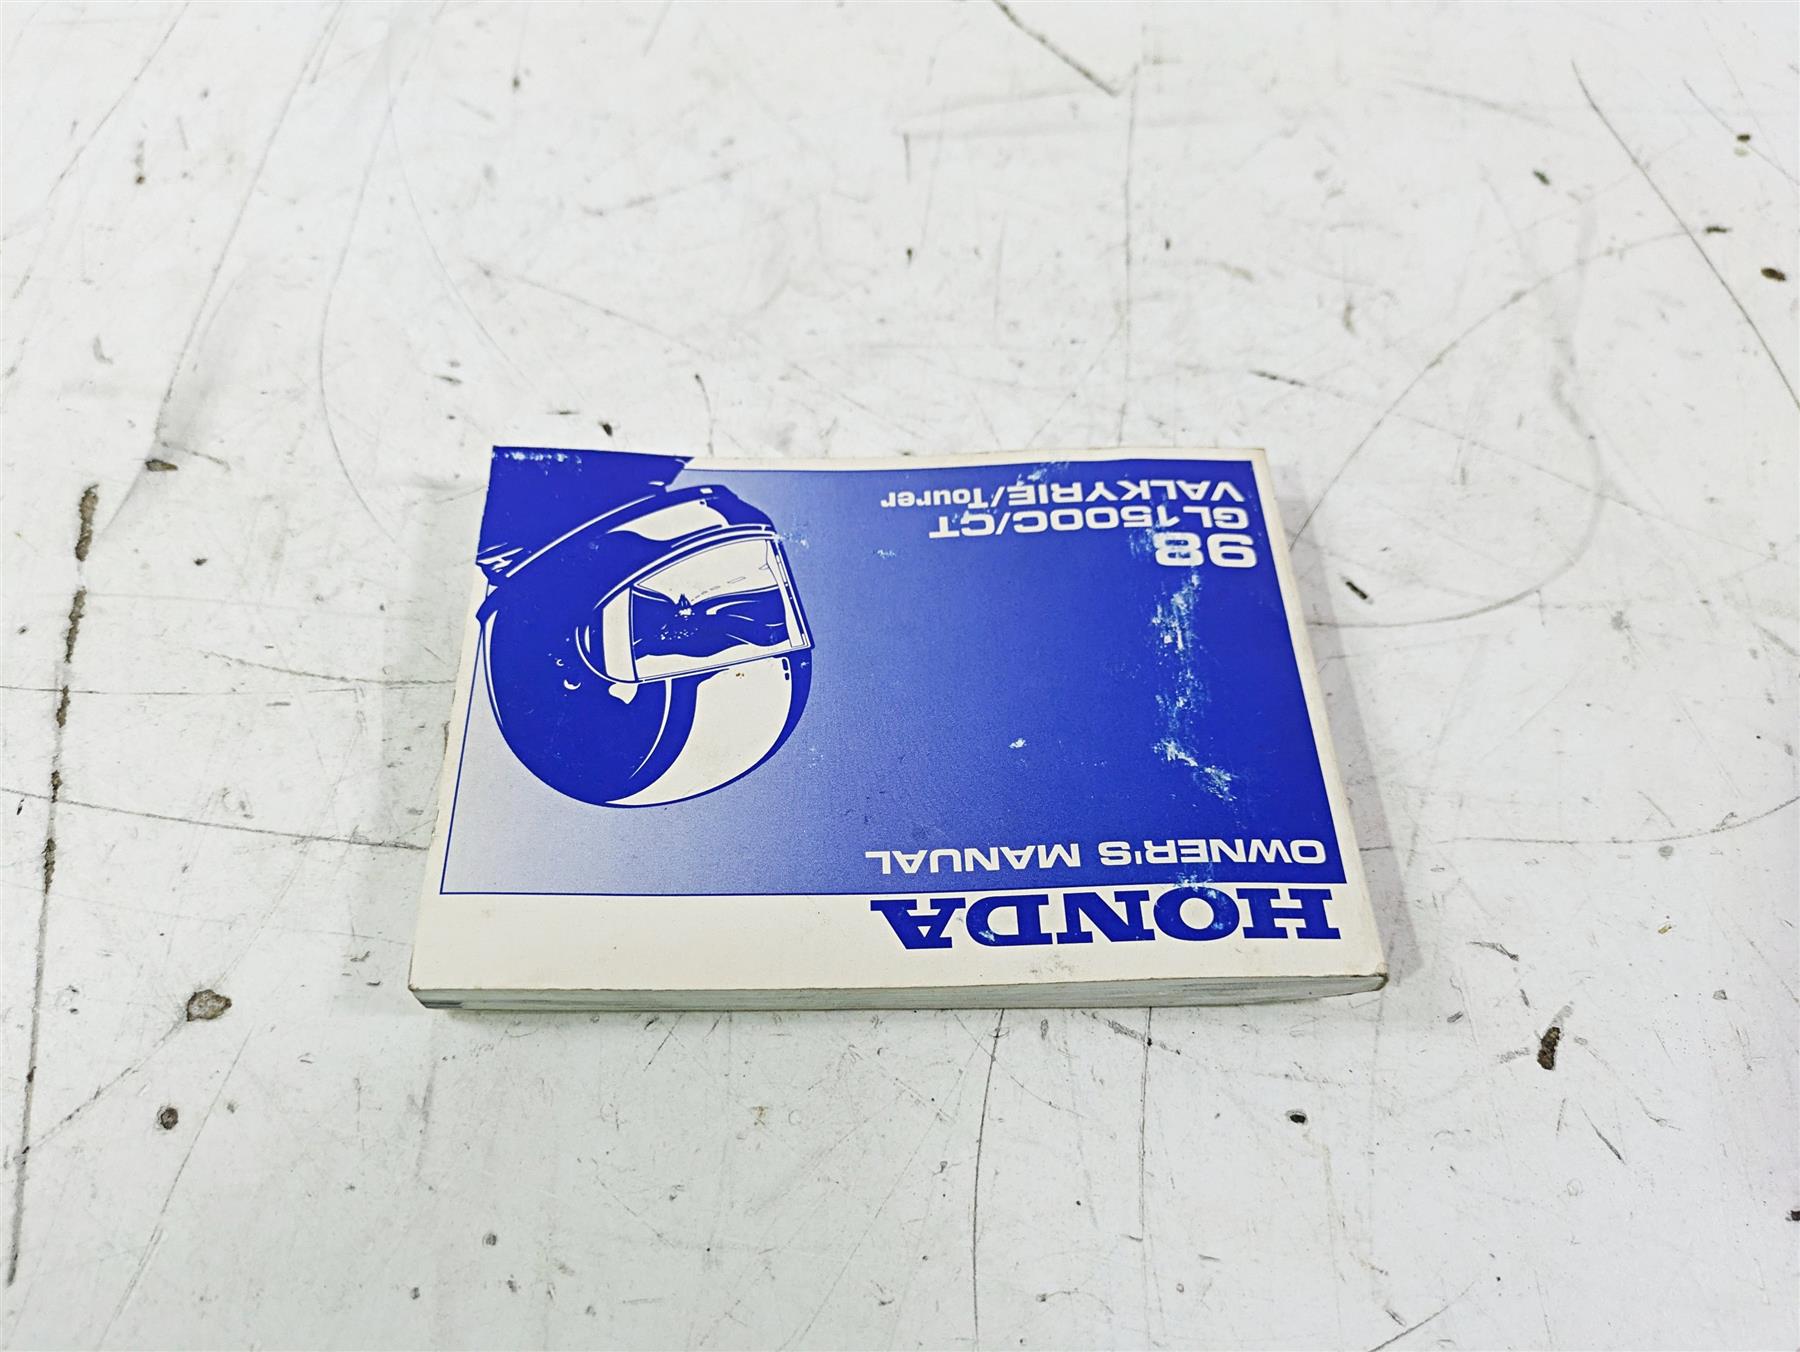 HONDA
OWNER'S MANUAL
98
GL1500C/CT
VALKYRIE/Tourer